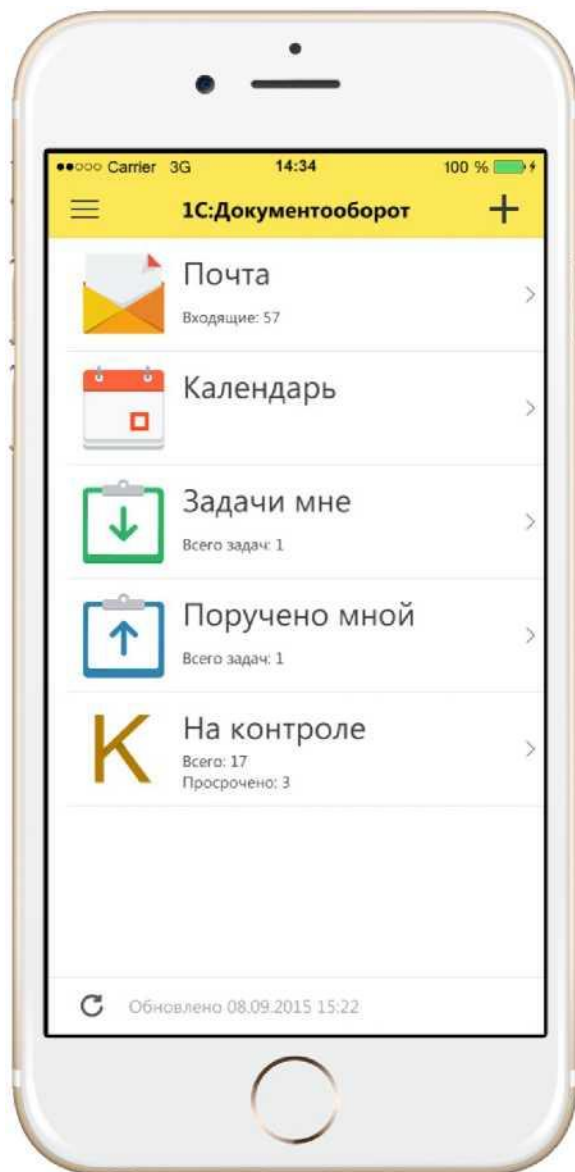 Carrier 3G 14:34 100 %
1С:Документооборот
Почта
Входящие: 57
Календарь
Задачи мне
Всего задач: 1
Поручено мной
Всего задач: 1
К
На контроле
Всего: 17
Просрочено: 3
Обновлено 08.09.2015 15:22